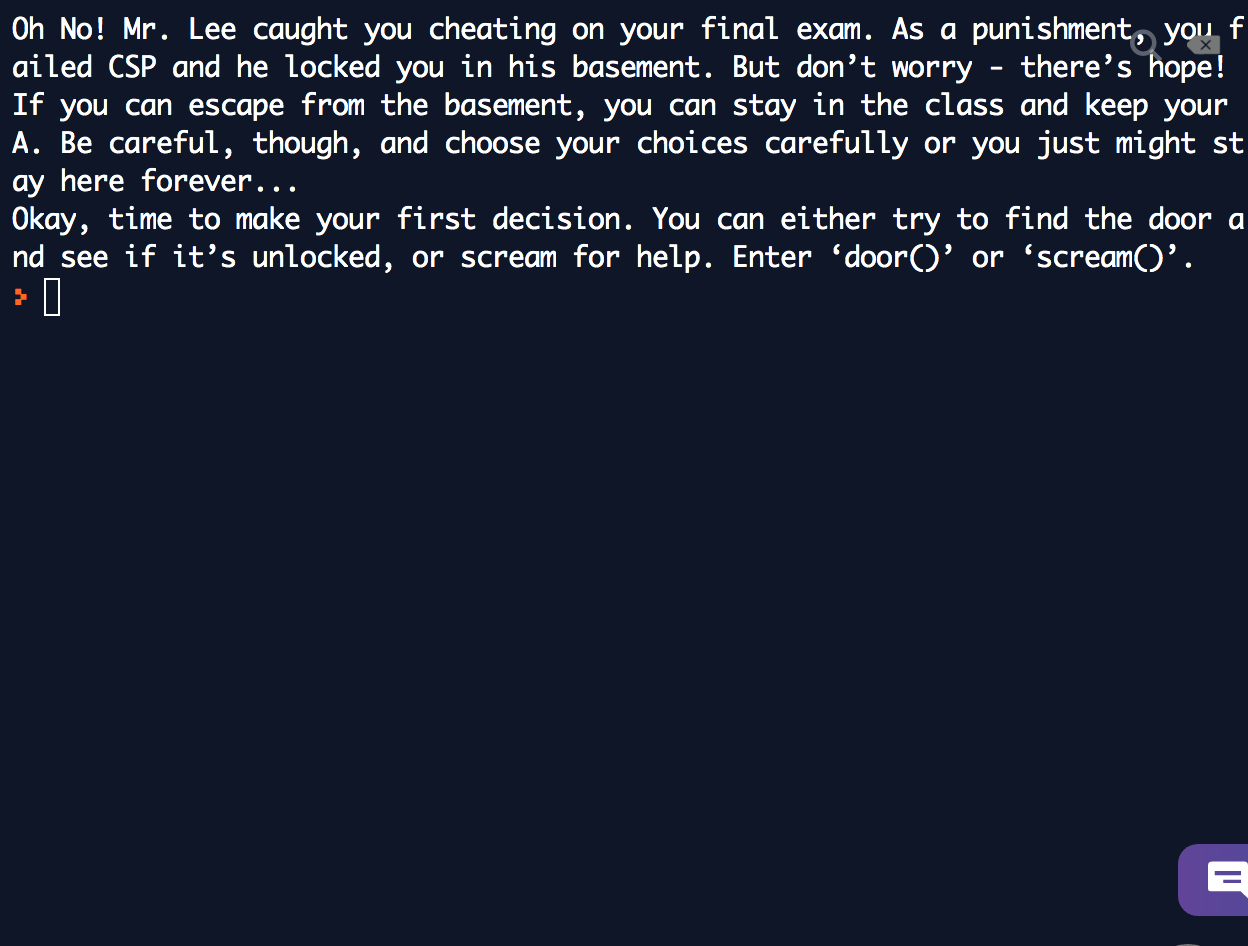 Oh No! Mr. Lee caught you cheating on your final exam. As a punishment, you f
ailed CSP and he locked you in his basement. But don’t worry - there’s hope!
If you can escape from the basement, you can stay in the class and keep your
A. Be careful, though, and choose your choices carefully or you just might st
ay here forever...
Okay, time to make your first decision. You can either try to find the door a
nd see if it’s unlocked, or scream for help. Enter ‘door()’ or ‘scream()’.